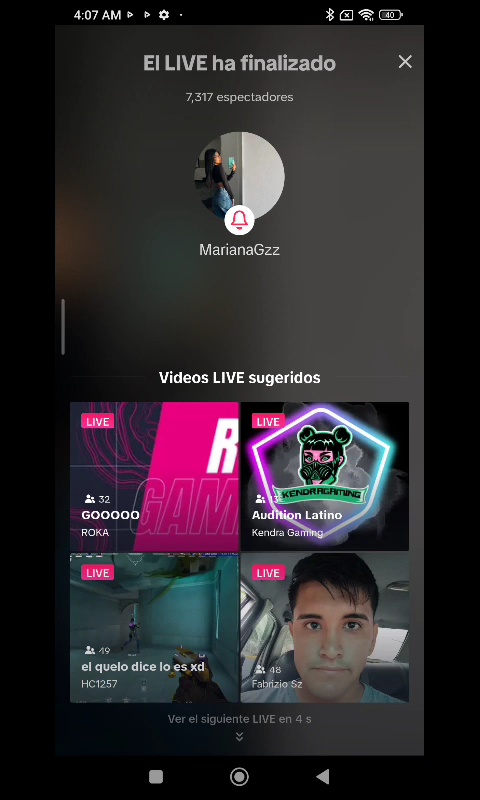 4:07 AM
40
El LIVE ha finalizado
7,317 espectadores
MarianaGzz
Videos LIVE sugeridos
LIVE
R
GAM
32
GOOOOO
ROKA
LIVE
KENDRAGAMING
13
Audition Latino
Kendra Gaming
LIVE
49
el quelo dice lo es xd
HC1257
LIVE
48
Fabrizio Sz
Ver el siguiente LIVE en 4 s